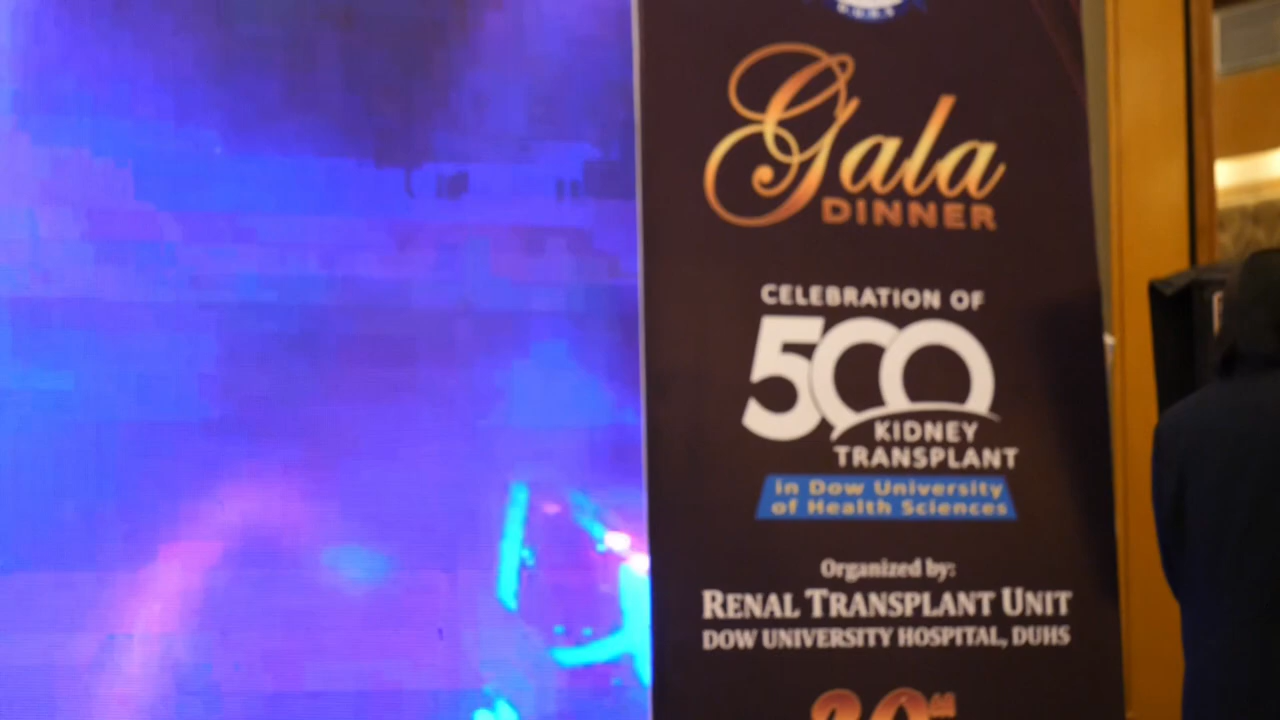 Gala
DINNER
CELEBRATION OF
500
KIDNEY
TRANSPLANT
in Dow University
of Health Sciences
Organized by:
RENAL TRANSPLANT UNIT
DOW UNIVERSITY HOSPITAL, DUHS